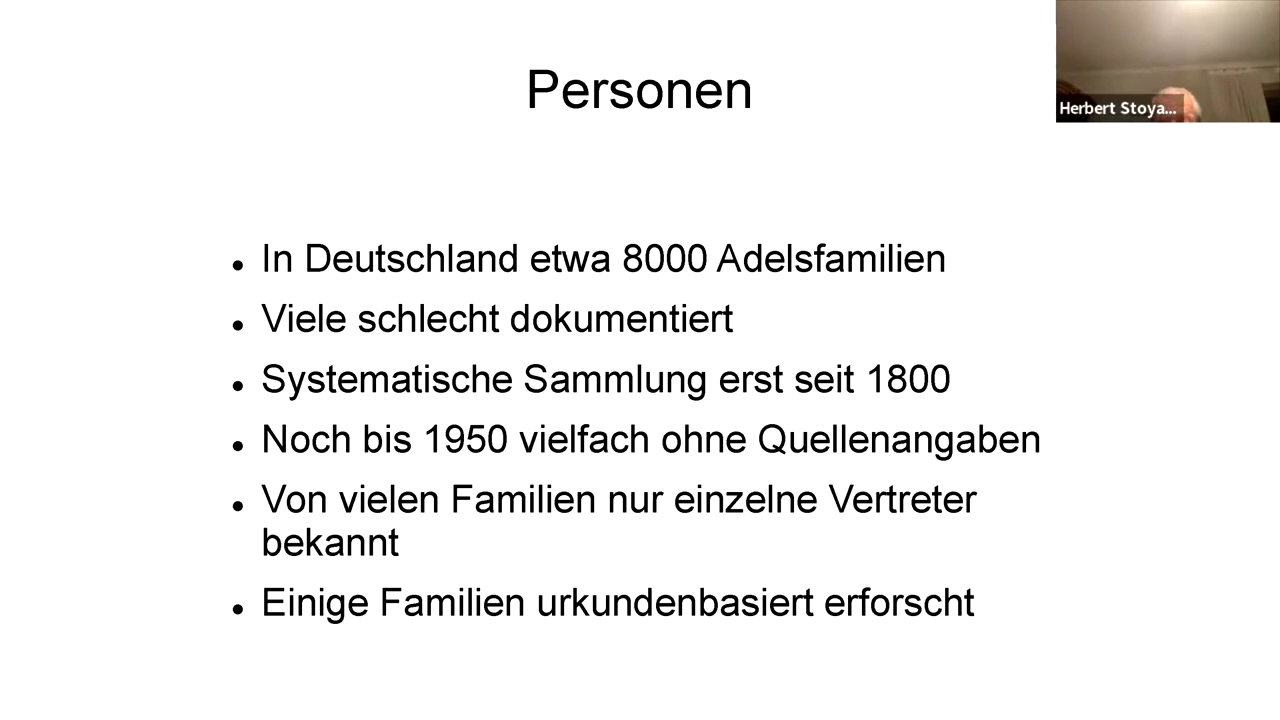 Personen
Herbert Stoya...
In Deutschland etwa 8000 Adelsfamilien
Viele schlecht dokumentiert
Systematische Sammlung erst seit 1800
Noch bis 1950 vielfach ohne Quellenangaben
Von vielen Familien nur einzelne Vertreter
bekannt
Einige Familien urkundenbasiert erforscht